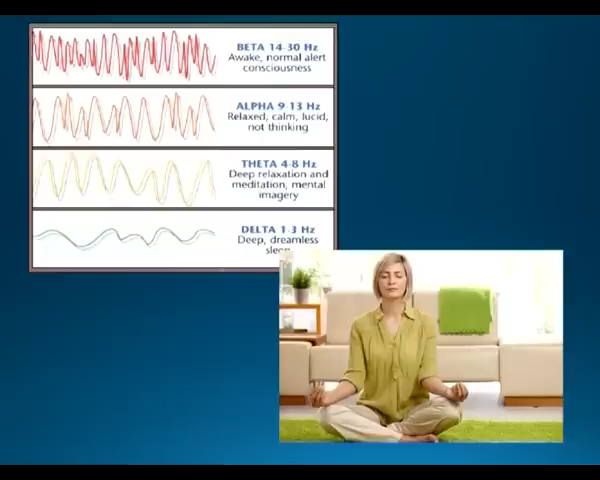 BETA 14-30 Hz
Awake, normal alert
consciousness
ALPHA 9-13 Hz
Relaxed, calm, lucid,
not thinking
THETA 4-8 Hz
Deep relaxation and
meditation, mental
imagery
DELTA 1-3 Hz
Deep, dreamless
sleep